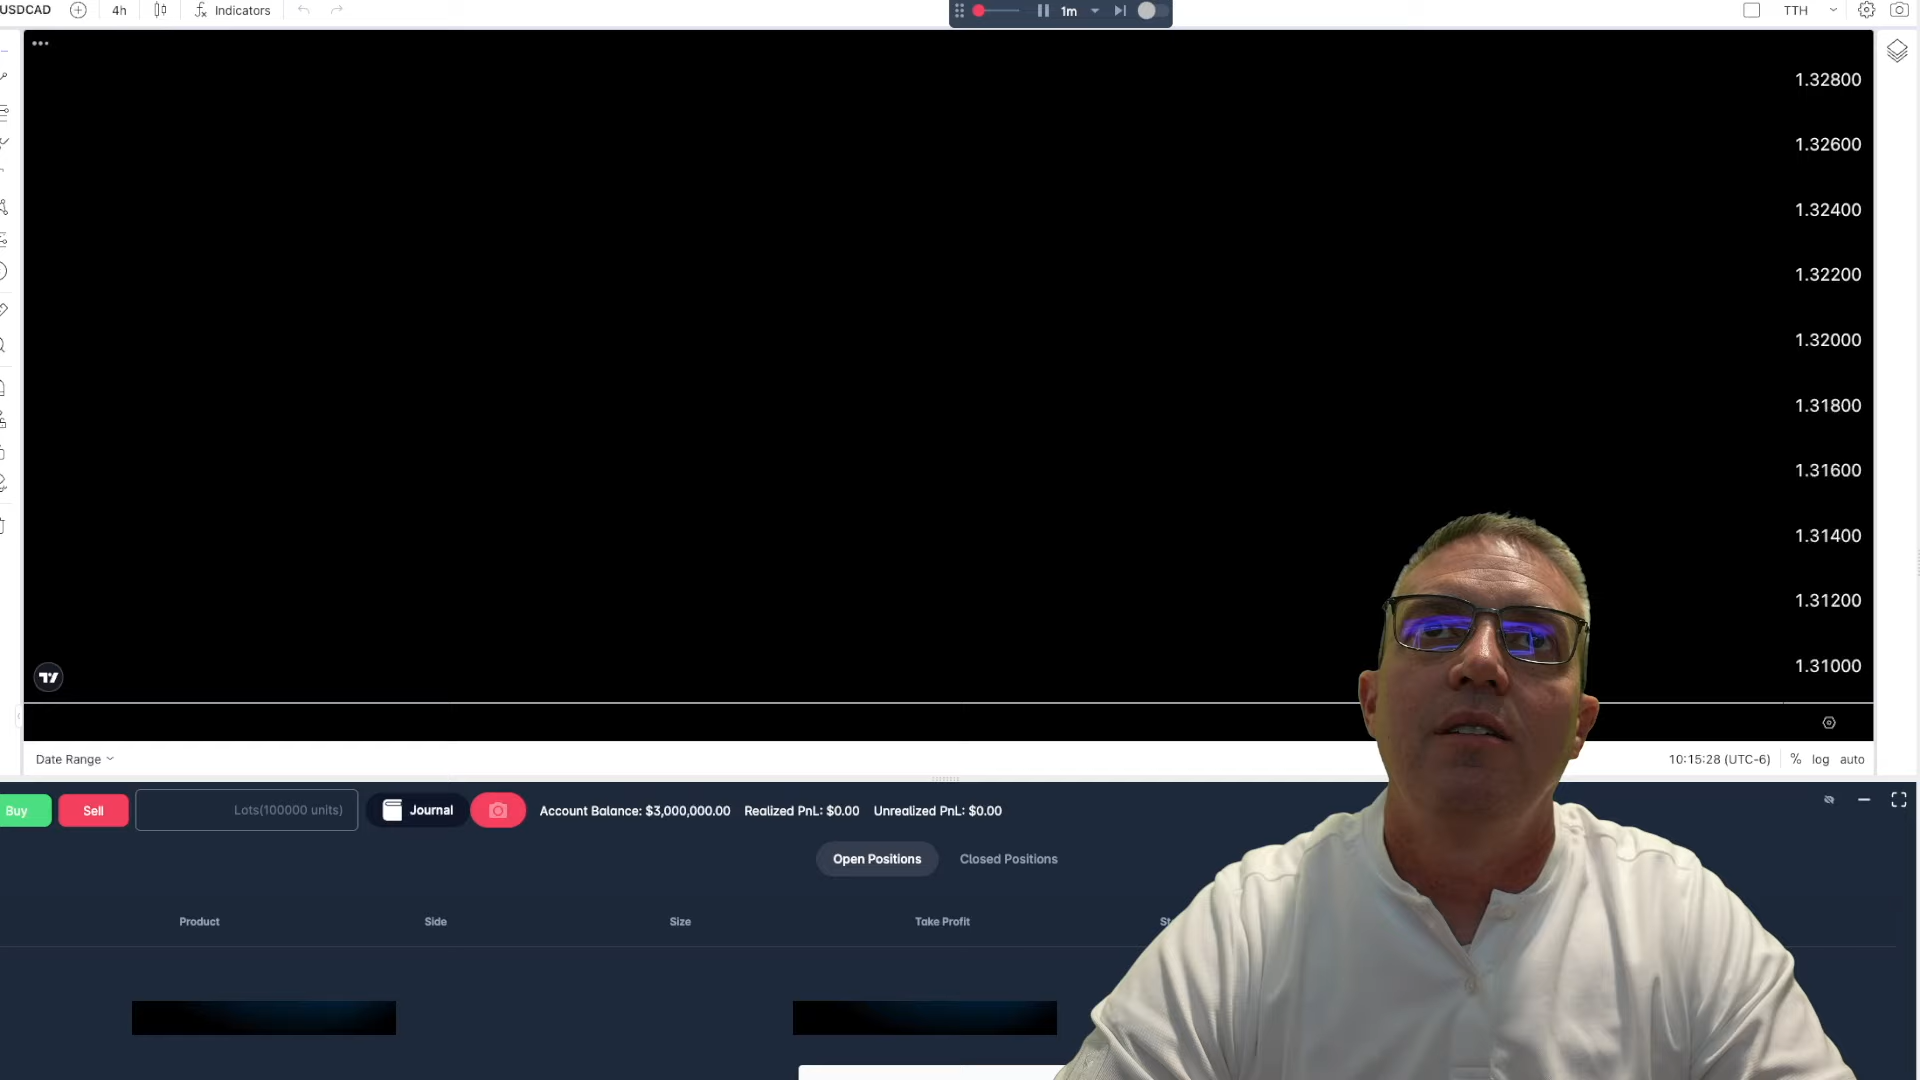 USDCAD 4h Indicators 1m TTH
1.32800
1.32600
1.32400
1.32200
1.32000
1.31800
1.31600
1.31400
1.31200
1.31000
Date Range 10:15:28 (UTC-6) % log auto
Buy Sell Lots(100000 units) Journal Account Balance: $3,000,000.00 Realized PnL: $0.00 Unrealized PnL: $0.00
Open Positions Closed Positions
Product Side Size Take Profit St